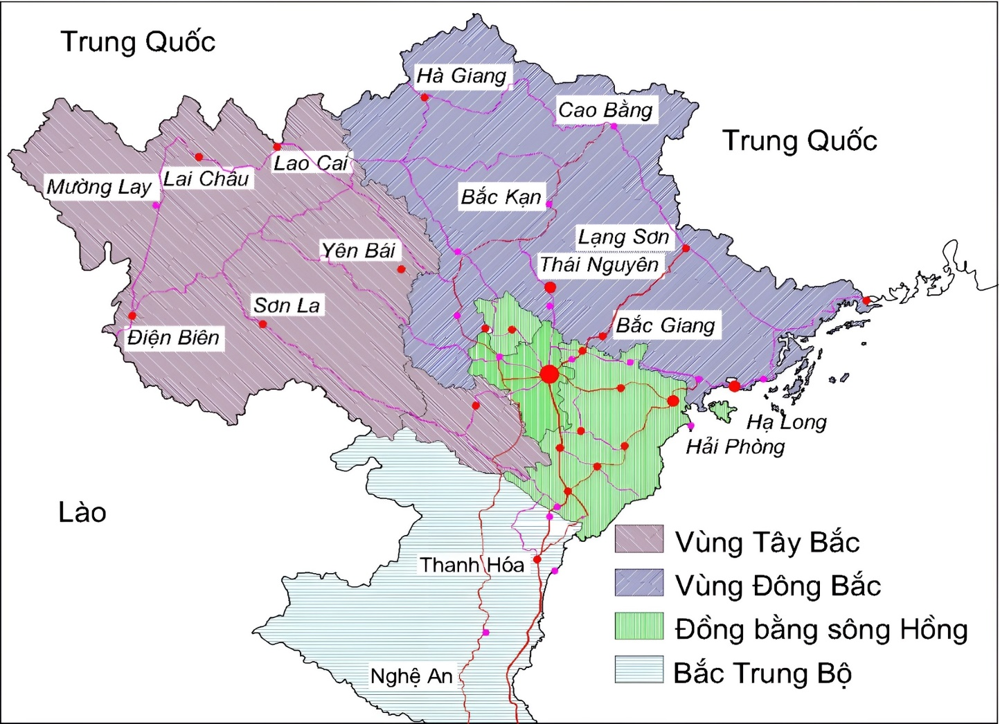 Trung Quốc
Hà Giang
Cao Bằng
Trung Quốc
Lao Cai
Lai Châu
Mường Lay
Bắc Kạn
Lạng Sơn
Yên Bái
Thái Nguyên
Sơn La
Bắc Giang
Điện Biên
Hạ Long
Hải Phòng
Lào
Vùng Tây Bắc
Thanh Hóa
Vùng Đông Bắc
Đồng bằng sông Hồng
Nghệ An
Bắc Trung Bộ